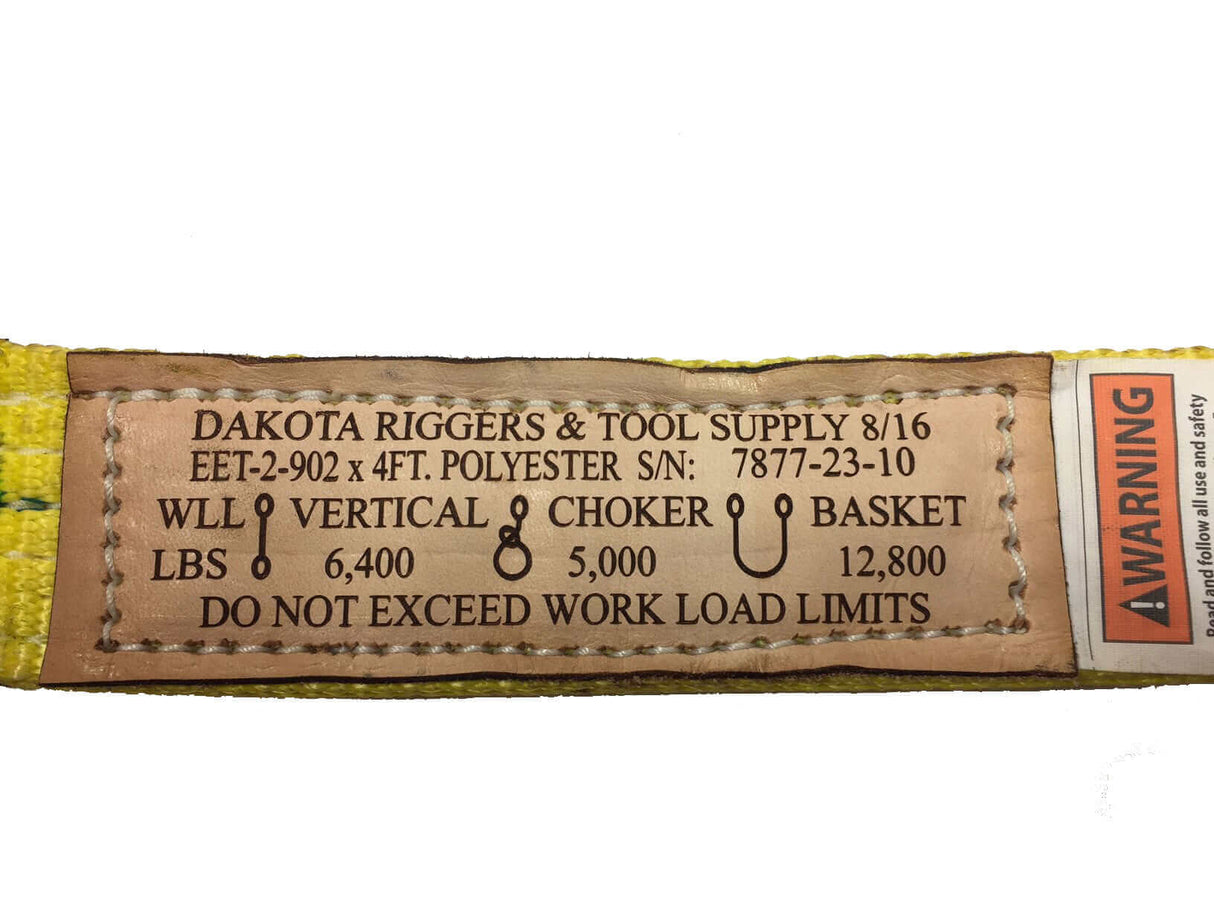 DAKOTA RIGGERS & TOOL SUPPLY 8/16
EET-2-902 x 4FT. POLYESTER S/N: 7877-23-10
WLL VERTICAL CHOKER BASKET
LBS 6,400 5,000 12,800
DO NOT EXCEED WORK LOAD LIMITS
WARNING
Read and follow all use and safety